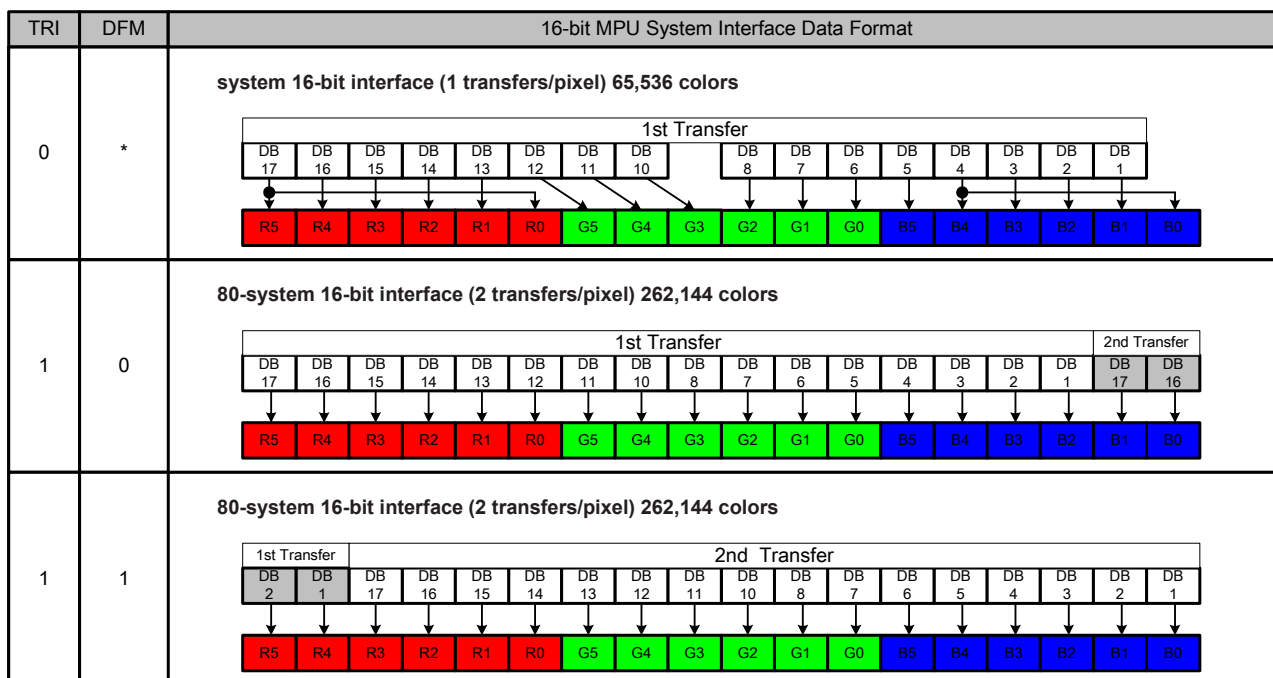 TRI DFM 16-bit MPU System Interface Data Format
system 16-bit interface (1 transfers/pixel) 65,536 colors
1st Transfer
0 *
DB DB DB DB DB DB DB DB DB DB DB DB DB DB DB DB
17 16 15 14 13 12 11 10 8 7 6 5 4 3 2 1
R5 R4 R3 R2 R1 R0 G5 G4 G3 G2 G1 G0 B5 B4 B3 B2 B1 B0
80-system 16-bit interface (2 transfers/pixel) 262,144 colors
1st Transfer 2nd Transfer
1 0
DB DB DB DB DB DB DB DB DB DB DB DB DB DB DB DB DB DB
17 16 15 14 13 12 11 10 8 7 6 5 4 3 2 1 17 16
R5 R4 R3 R2 R1 R0 G5 G4 G3 G2 G1 G0 B5 B4 B3 B2 B1 B0
80-system 16-bit interface (2 transfers/pixel) 262,144 colors
1st Transfer 2nd Transfer
1 1
DB DB DB DB DB DB DB DB DB DB DB DB DB DB DB DB DB DB
2 1 17 16 15 14 13 12 11 10 8 7 6 5 4 3 2 1
R5 R4 R3 R2 R1 R0 G5 G4 G3 G2 G1 G0 B5 B4 B3 B2 B1 B0